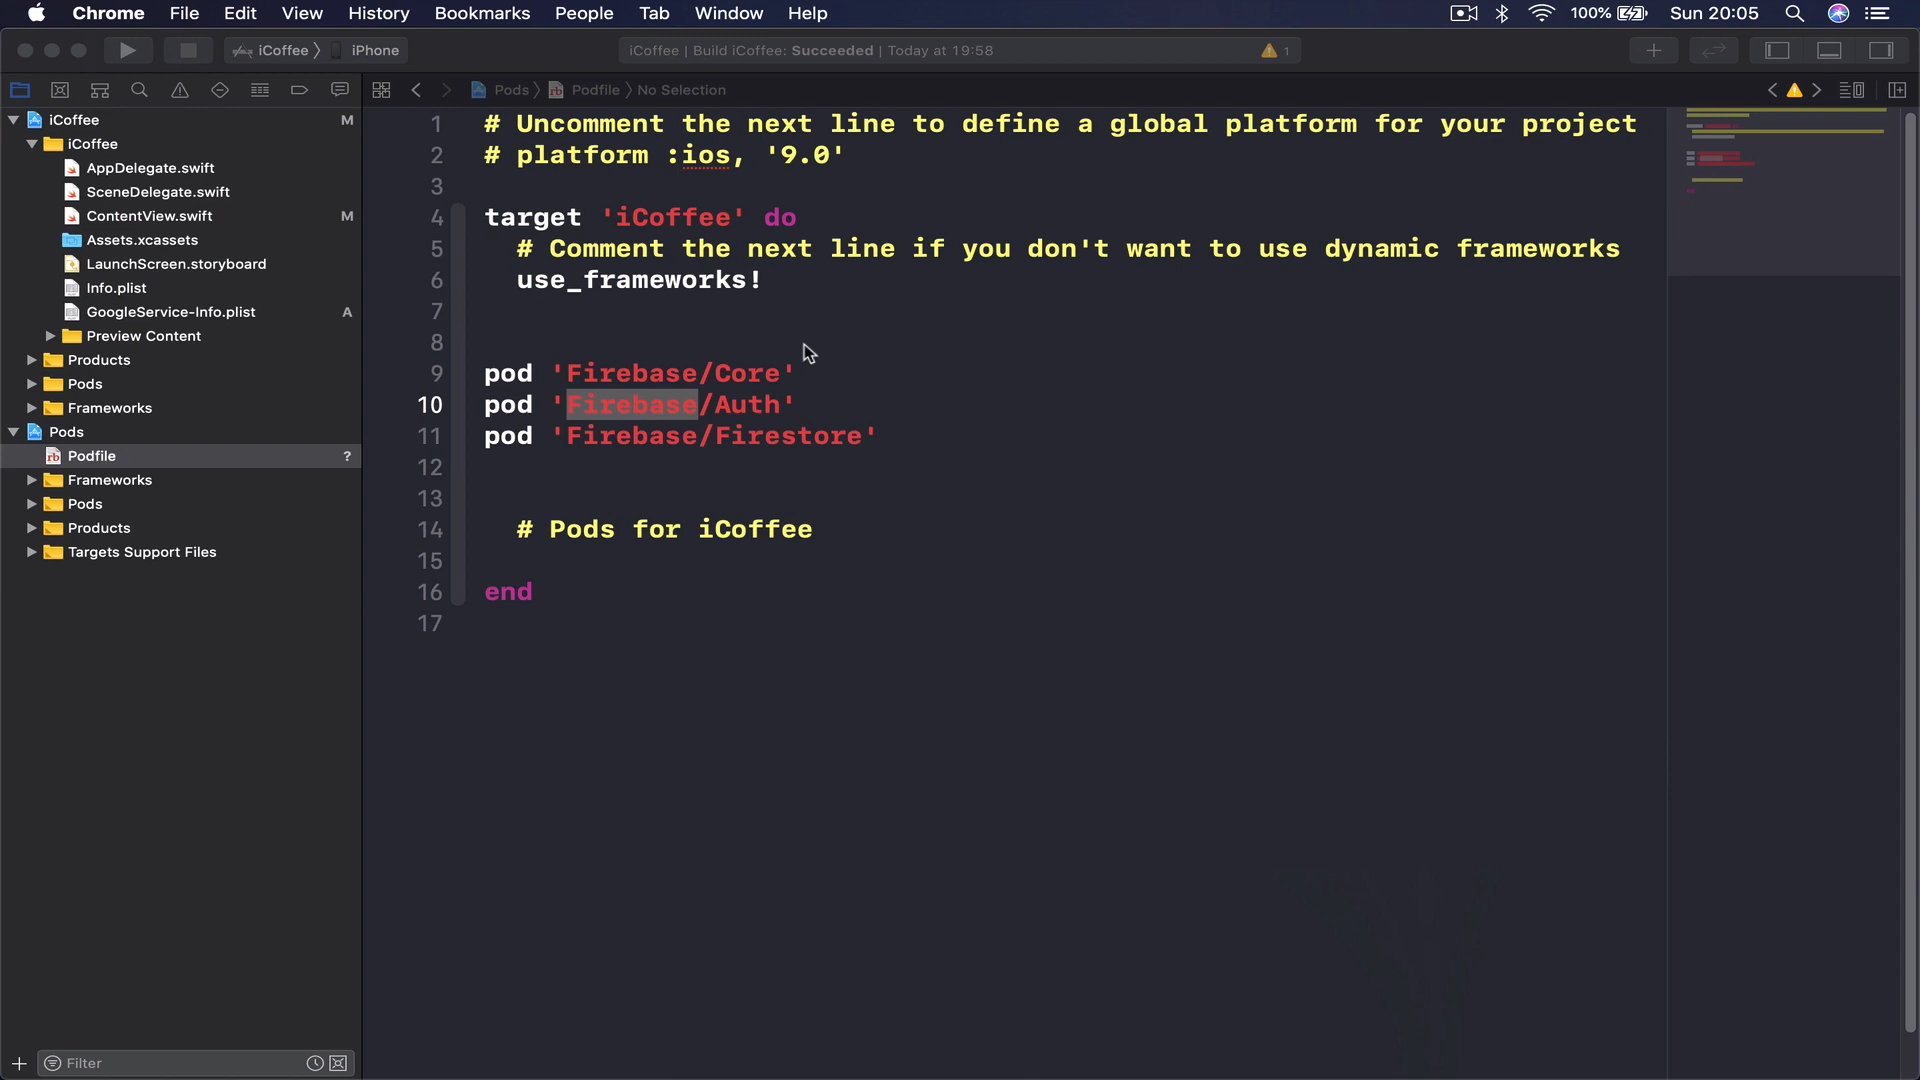 Chrome File Edit View History Bookmarks People Tab Window Help 100% Sun 20:05
iCoffee iPhone iCoffee | Build iCoffee: Succeeded | Today at 19:58 1
Pods Podfile No Selection
iCoffee M
iCoffee
AppDelegate.swift
SceneDelegate.swift
ContentView.swift M
Assets.xcassets
LaunchScreen.storyboard
Info.plist
GoogleService-Info.plist A
Preview Content
Products
Pods
Frameworks
Pods
rb Podfile ?
Frameworks
Pods
Products
Targets Support Files
Filter
1 # Uncomment the next line to define a global platform for your project
2 # platform :ios, '9.0'
3
4 target 'iCoffee' do
5 # Comment the next line if you don't want to use dynamic frameworks
6 use_frameworks!
7
8
9 pod 'Firebase/Core'
10 pod 'Firebase/Auth'
11 pod 'Firebase/Firestore'
12
13
14 # Pods for iCoffee
15
16 end
17